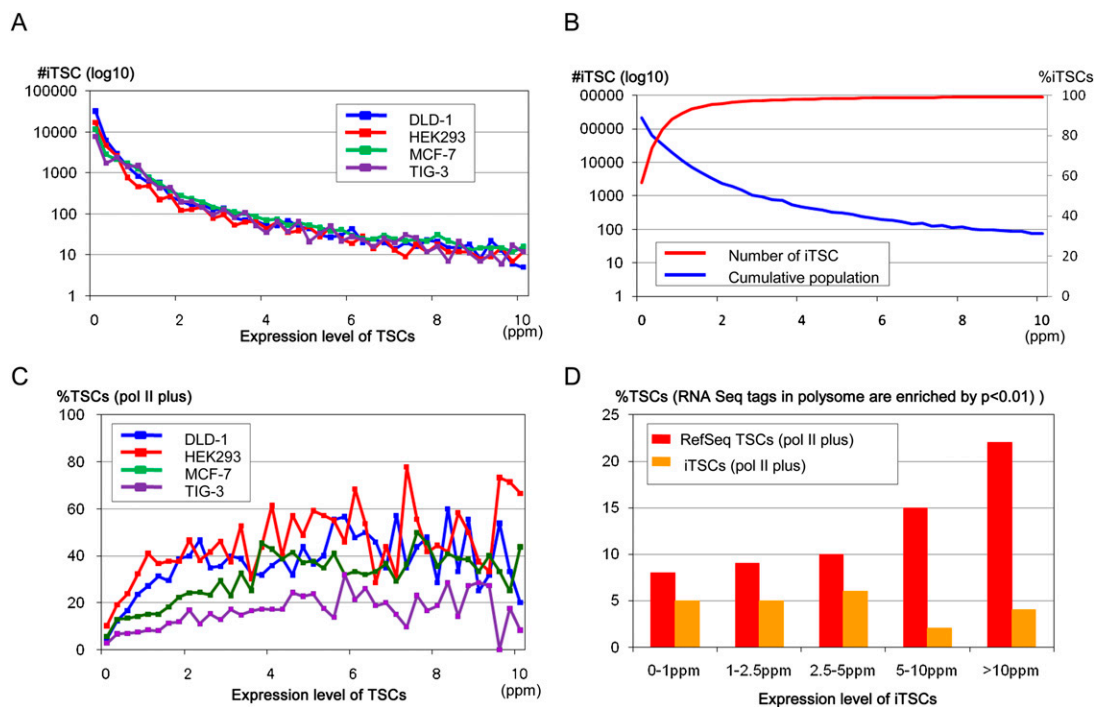 A
#iTSC (log10)
100000
10000
1000
100
10
1
DLD-1
HEK293
MCF-7
TIG-3
0 2 4 6 8 10
Expression level of TSCs
(ppm)
B
#iTSC (log10)
%iTSCs
00000
00000
10000
1000
100
10
1
100
80
60
40
20
0
Number of iTSC
Cumulative population
0 2 4 6 8 10
(ppm)
C
%TSCs (pol II plus)
100
80
60
40
20
0
DLD-1
HEK293
MCF-7
TIG-3
0 2 4 6 8 10
Expression level of TSCs
(ppm)
D
%TSCs (RNA Seq tags in polysome are enriched by p<0.01) )
25
20
15
10
5
0
RefSeq TSCs (pol II plus)
iTSCs (pol II plus)
0-1ppm 1-2.5ppm 2.5-5ppm 5-10ppm >10ppm
Expression level of iTSCs